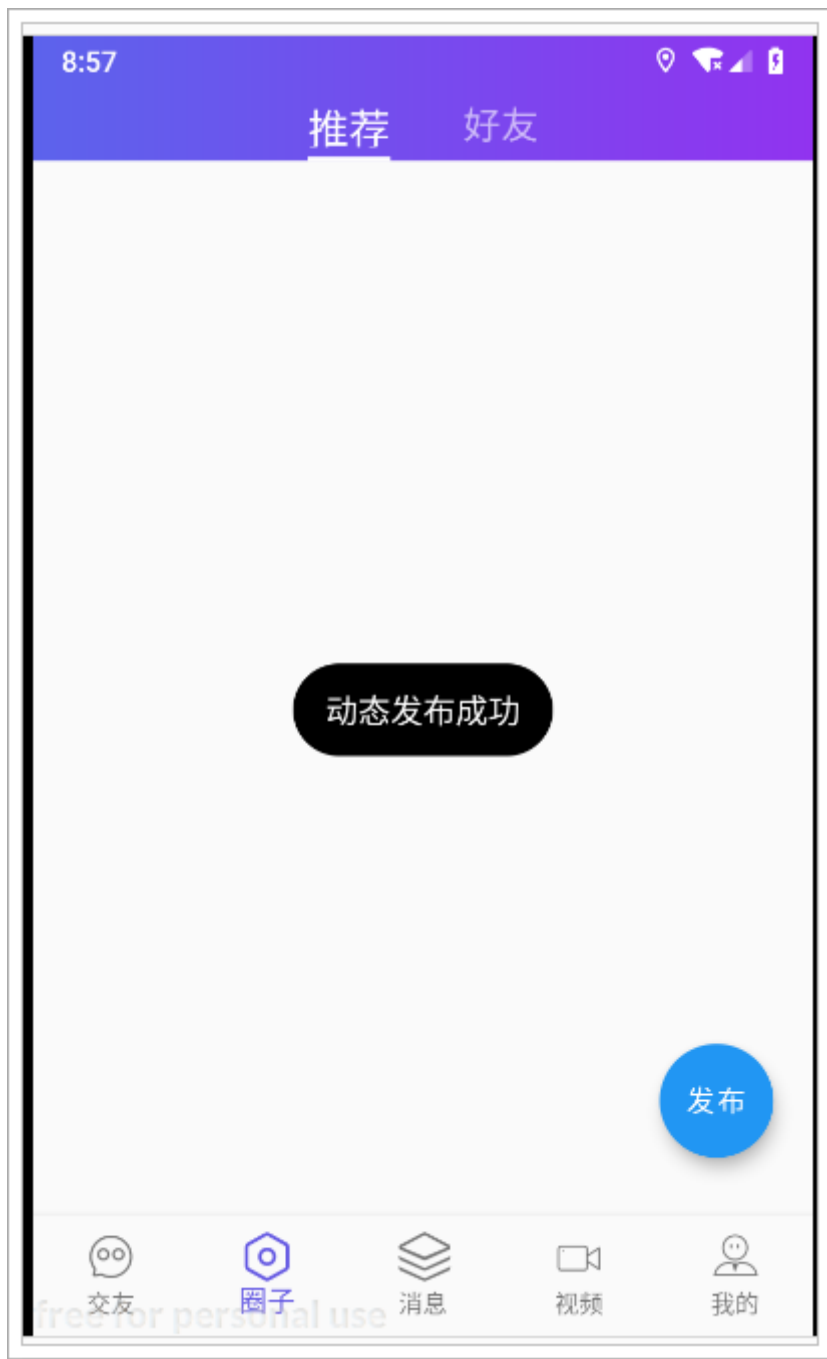 8:57
推荐 好友
动态发布成功
发布
交友 圈子 消息 视频 我的
free for personal use